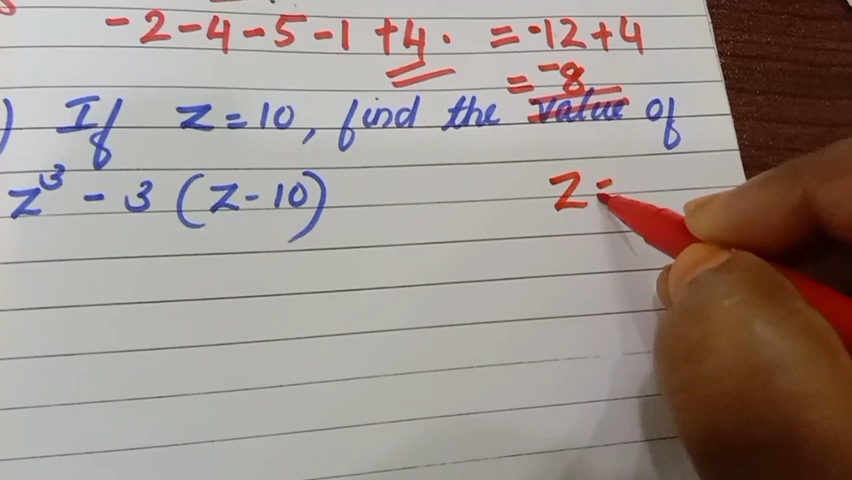 -2-4-5-1 +4. = -12+4
= -8
) If z=10, find the value of
z³ - 3 (z-10)
z =